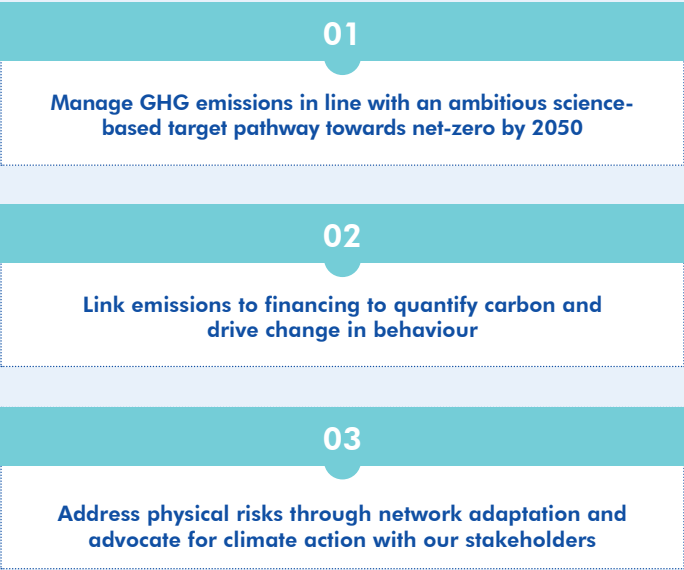 01
Manage GHG emissions in line with an ambitious science-
based target pathway towards net-zero by 2050
02
Link emissions to financing to quantify carbon and
drive change in behaviour
03
Address physical risks through network adaptation and
advocate for climate action with our stakeholders